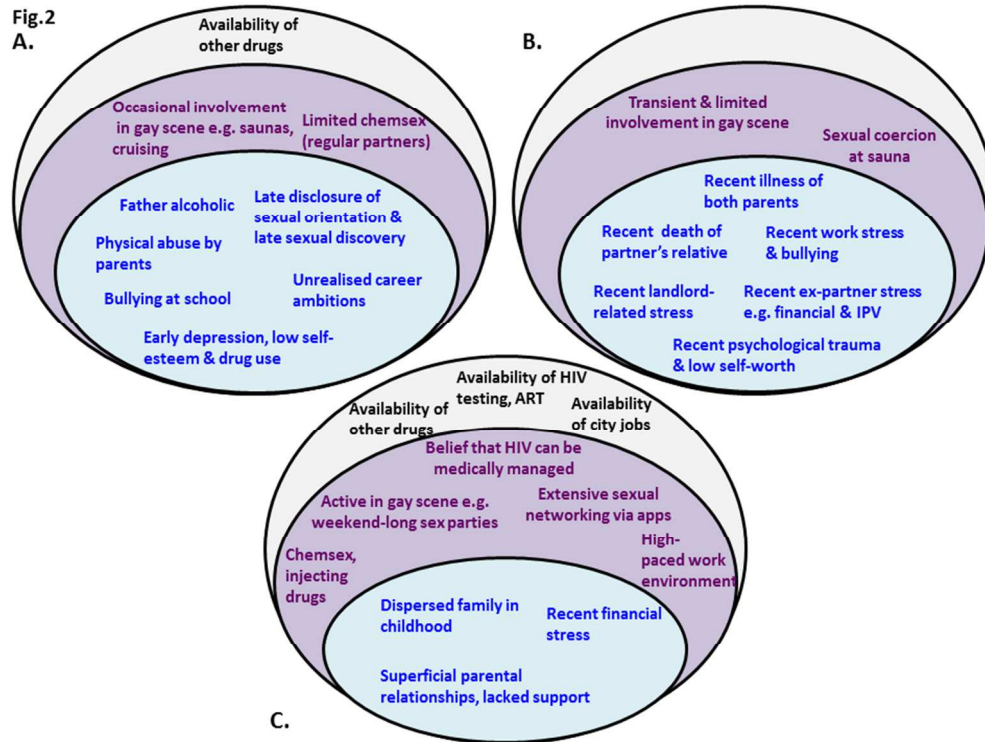 Fig.2
A.
Availability of
other drugs
Occasional involvement
in gay scene e.g. saunas,
cruising
Limited chemsex
(regular partners)
Father alcoholic
Late disclosure of
sexual orientation &
late sexual discovery
Physical abuse by
parents
Bullying at school
Unrealised career
ambitions
Early depression, low self-
esteem & drug use
B.
Transient & limited
involvement in gay scene
Sexual coercion
at sauna
Recent illness of
both parents
Recent death of
partner's relative
Recent work stress
& bullying
Recent landlord-
related stress
Recent ex-partner stress
e.g. financial & IPV
Recent psychological trauma
& low self-worth
C.
Availability of HIV
testing, ART
Availability of
other drugs
Availability
of city jobs
Belief that HIV can be
medically managed
Active in gay scene e.g.
weekend-long sex parties
Extensive sexual
networking via apps
Chemsex,
injecting
drugs
High-
paced work
environment
Dispersed family in
childhood
Recent financial
stress
Superficial parental
relationships, lacked support